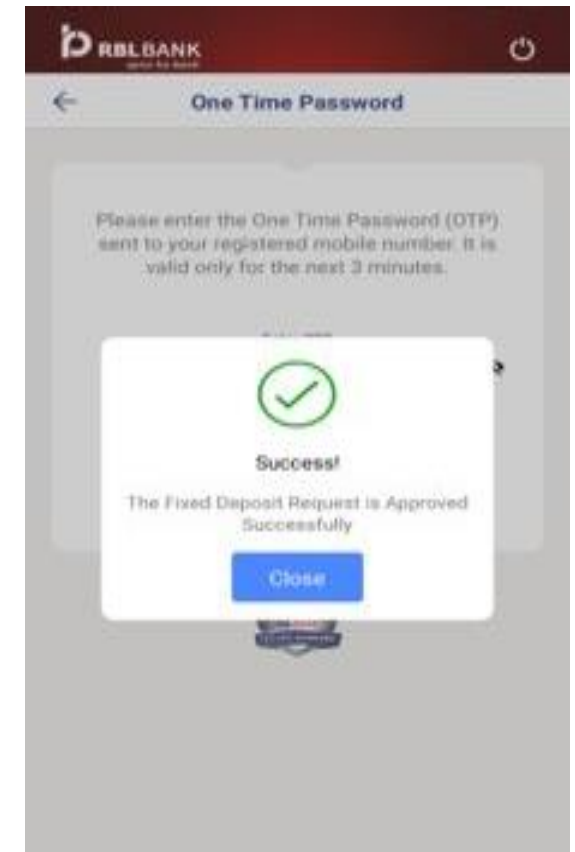 RBLBANK
One Time Password
Please enter the One Time Password (OTP)
sent to your registered mobile number. It is
valid only for the next 3 minutes.
Success!
The Fixed Deposit Request is Approved
Successfully
Close